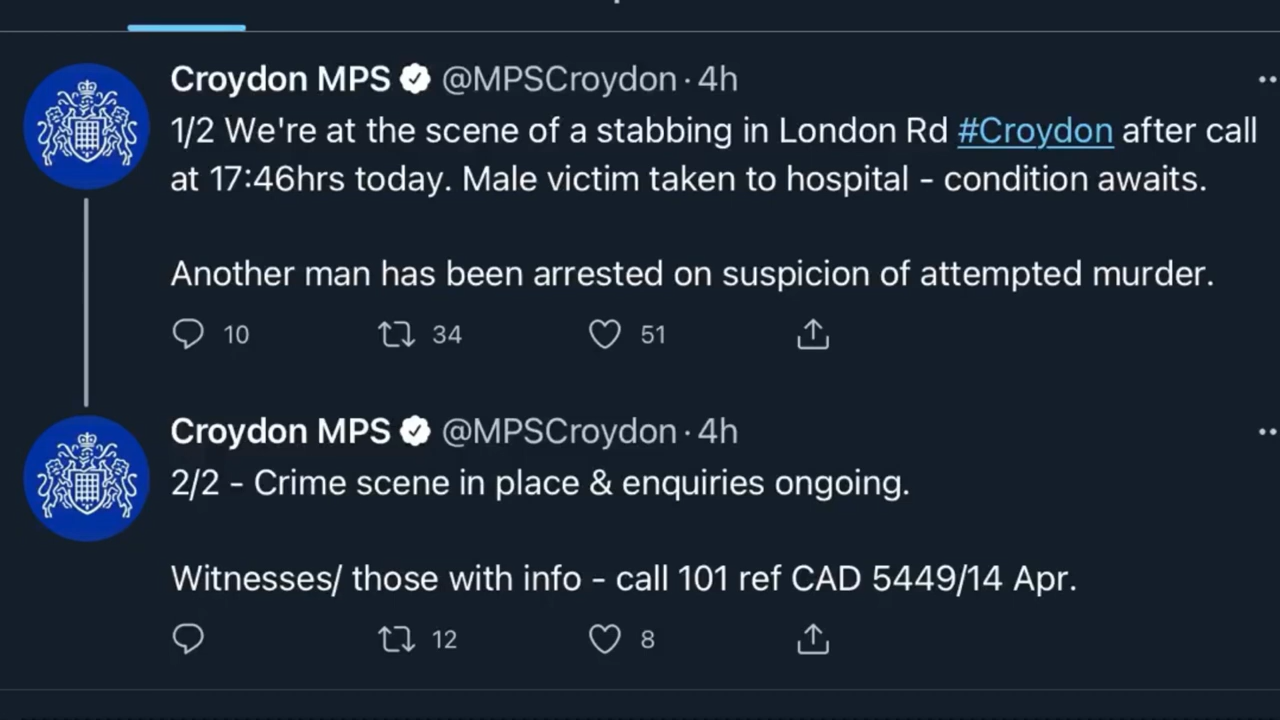 Croydon MPS @MPSCroydon · 4h
1/2 We're at the scene of a stabbing in London Rd #Croydon after call
at 17:46hrs today. Male victim taken to hospital - condition awaits.
Another man has been arrested on suspicion of attempted murder.
10 34 51
Croydon MPS @MPSCroydon · 4h
2/2 - Crime scene in place & enquiries ongoing.
Witnesses/ those with info - call 101 ref CAD 5449/14 Apr.
12 8